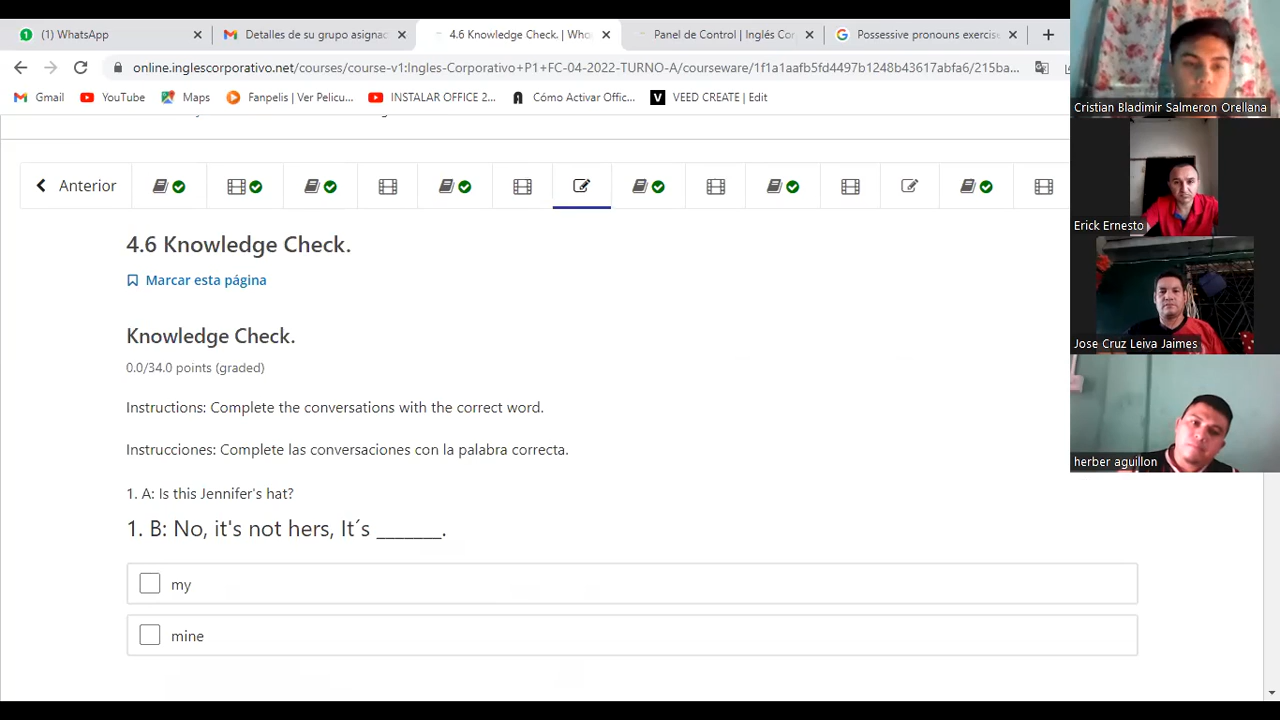 (1) WhatsApp
Detalles de su grupo asignac
4.6 Knowledge Check. | Who
Panel de Control | Inglés Cor
Possessive pronouns exercise
online.inglescorporativo.net/courses/course-v1:Ingles-Corporativo+P1+FC-04-2022-TURNO-A/courseware/1f1a1aafb5fd4497b1248b43617abfa6/215ba...
Gmail
YouTube
Maps
Fanpelis | Ver Pelicu...
INSTALAR OFFICE 2...
Cómo Activar Offic...
VEED CREATE | Edit
Anterior
4.6 Knowledge Check.
Marcar esta página
Knowledge Check.
0.0/34.0 points (graded)
Instructions: Complete the conversations with the correct word.
Instrucciones: Complete las conversaciones con la palabra correcta.
1. A: Is this Jennifer's hat?
1. B: No, it's not hers, It´s _______.
my
mine
Cristian Bladimir Salmeron Orellana
Erick Ernesto
Jose Cruz Leiva Jaimes
herber aguillon